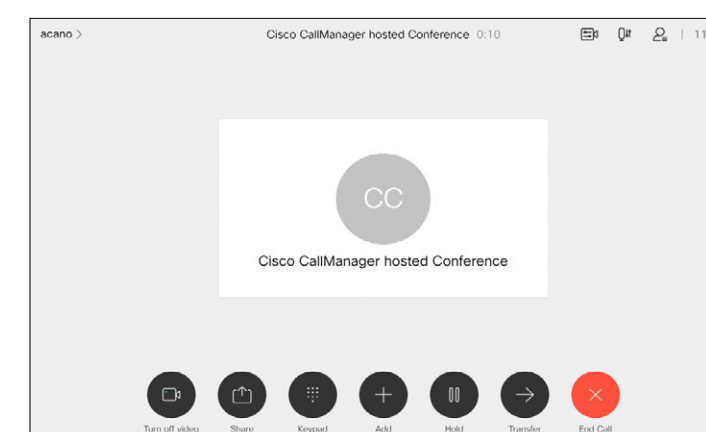 acano >
Cisco CallManager hosted Conference 0:10
| 11
CC
Cisco CallManager hosted Conference
Turn off video Share Keypad Add Hold Transfer End Call